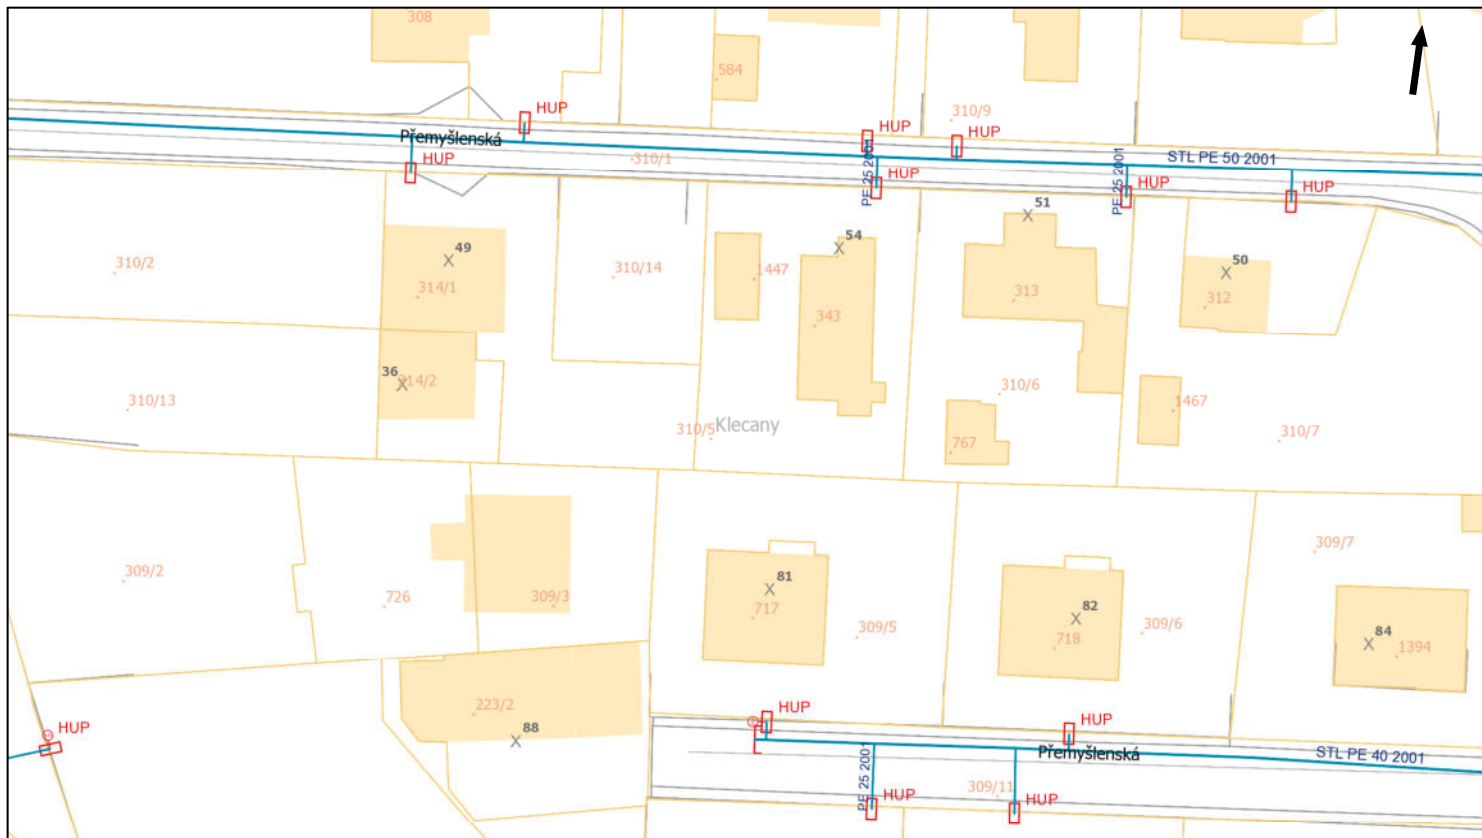 308
584
310/9
HUP
HUP
HUP
Přemyšlenská
310/1
PE 25 2001
PE 25 2001
STL PE 50 2001
HUP
HUP
HUP
HUP
49
54
51
50
310/2
314/1
310/14
1447
343
313
312
36
314/2
310/13
310/5
Klecany
310/6
767
1467
310/7
309/2
726
309/3
81
717
309/5
82
718
309/6
309/7
84
1394
223/2
88
HUP
HUP
HUP
Přemyšlenská
STL PE 40 2001
PE 25 2001
309/11
HUP
HUP